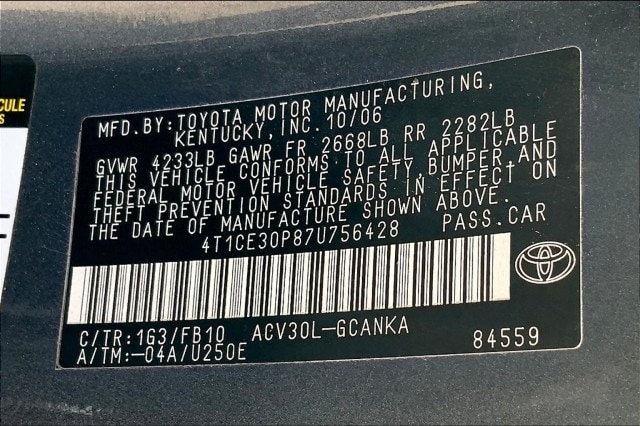 CULE
S
MFD.BY:TOYOTA MOTOR MANUFACTURING,
KENTUCKY,INC.10/06
GVWR 4233LB GAWR FR 2668LB RR 2282LB
THIS VEHICLE CONFORMS TO ALL APPLICABLE
FEDERAL MOTOR VEHICLE SAFETY,BUMPER,AND
THEFT PREVENTION STANDARDS IN EFFECT ON
THE DATE OF MANUFACTURE SHOWN ABOVE.
4T1CE30P87U756428 PASS.CAR
C/TR:1G3/FB10 ACV30L-GCANKA
A/TM:-04A/U250E 84559